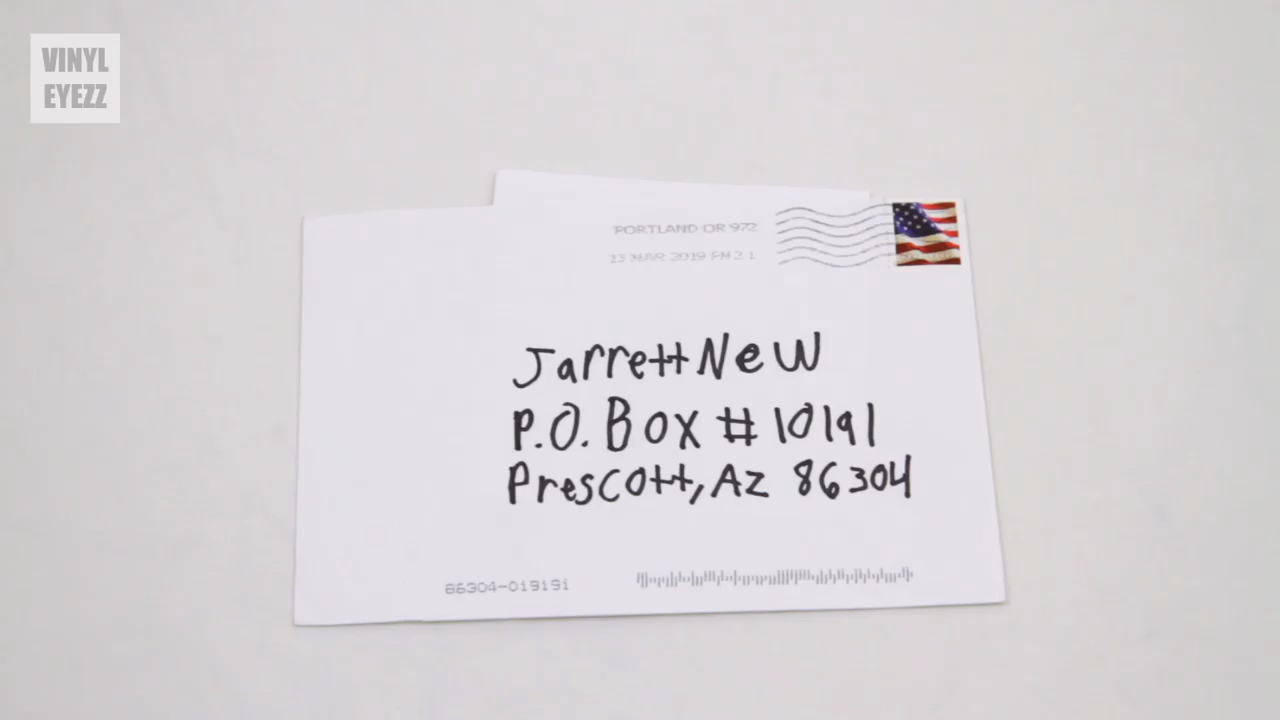 VINYL
EYEZZ
PORTLAND OR 972
13 MAR 2019 PM 2 1
Jarrett New
P.O. Box # 10191
Prescott, Az 86304
86304-019191